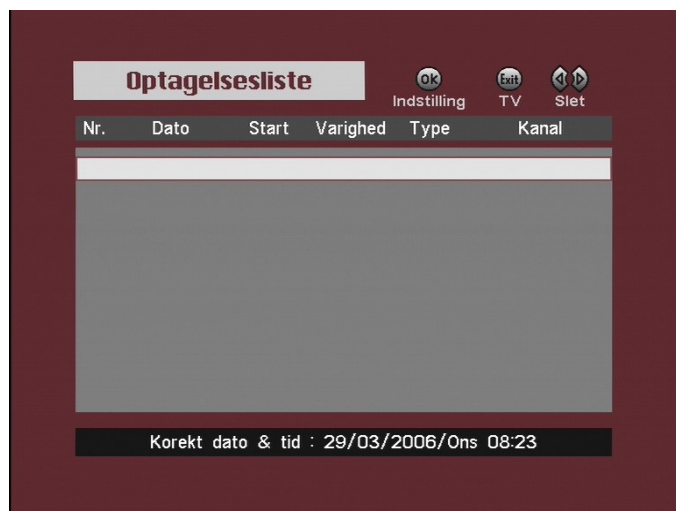 Optagelsesliste
OK Exit
Indstilling TV Slet
Nr. Dato Start Varighed Type Kanal
Korekt dato & tid : 29/03/2006/Ons 08:23